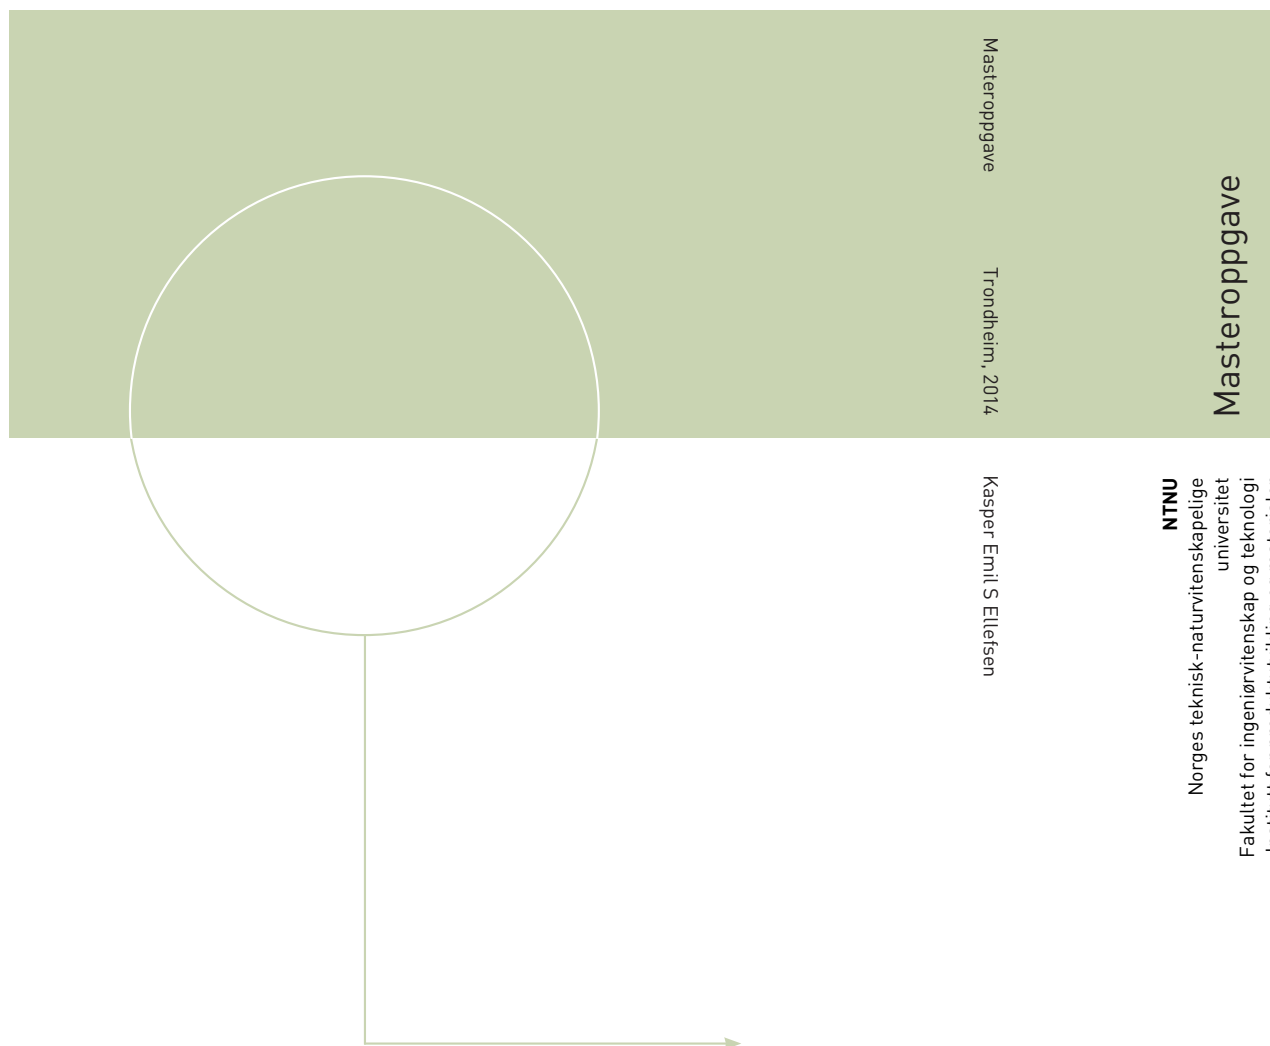 Masteroppgave
Trondheim, 2014
Kasper Emil S Ellefsen
Masteroppgave
NTNU
Norges teknisk-naturvitenskapelige
universitet
Fakultet for ingeniørvitenskap og teknologi